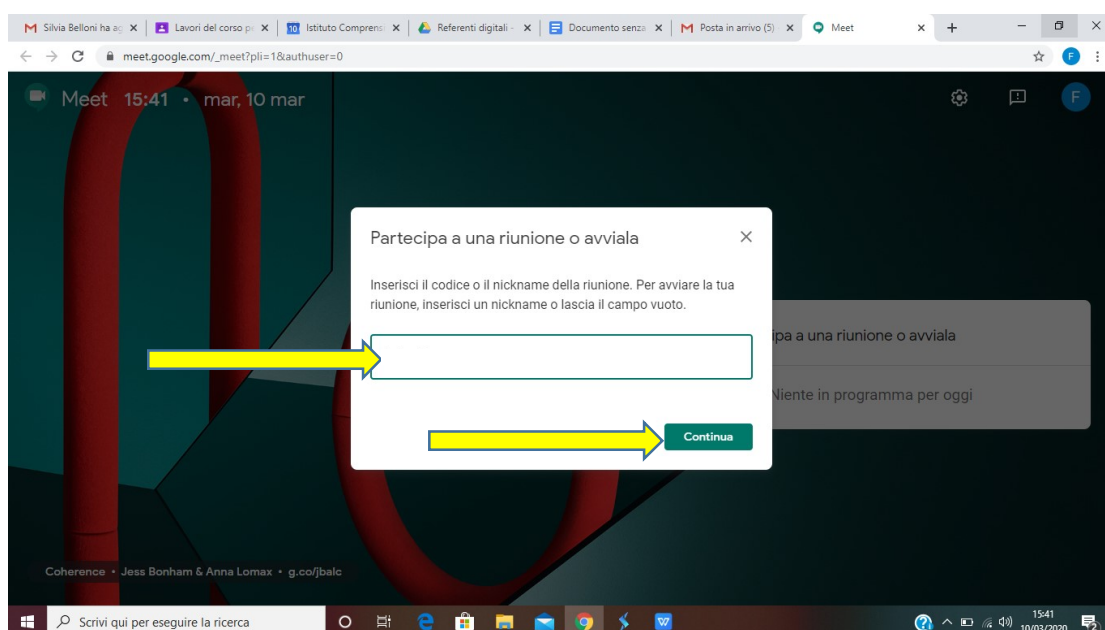 Silvia Belloni ha ag
Lavori del corso pe
10 Istituto Comprensi
Referenti digitali -
Documento senza
Posta in arrivo (5)
Meet
meet.google.com/_meet?pli=1&authuser=0
F
Meet 15:41 • mar, 10 mar
F
Partecipa a una riunione o avviala
Inserisci il codice o il nickname della riunione. Per avviare la tua
riunione, inserisci un nickname o lascia il campo vuoto.
ipa a una riunione o avviala
Niente in programma per oggi
Continua
Coherence • Jess Bonham & Anna Lomax • g.co/jbalc
Scrivi qui per eseguire la ricerca
15:41
10/03/2020
2